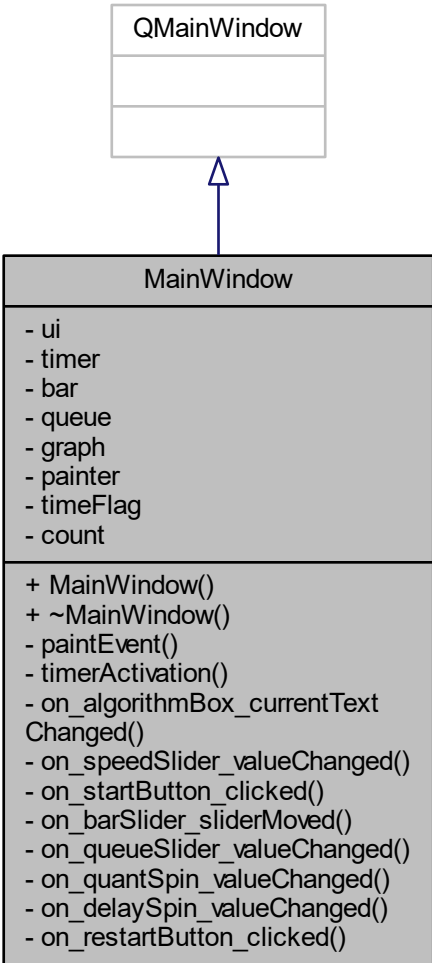 QMainWindow
MainWindow
- ui
- timer
- bar
- queue
- graph
- painter
- timeFlag
- count
+ MainWindow()
+ ~MainWindow()
- paintEvent()
- timerActivation()
- on_algorithmBox_currentText
Changed()
- on_speedSlider_valueChanged()
- on_startButton_clicked()
- on_barSlider_sliderMoved()
- on_queueSlider_valueChanged()
- on_quantSpin_valueChanged()
- on_delaySpin_valueChanged()
- on_restartButton_clicked()